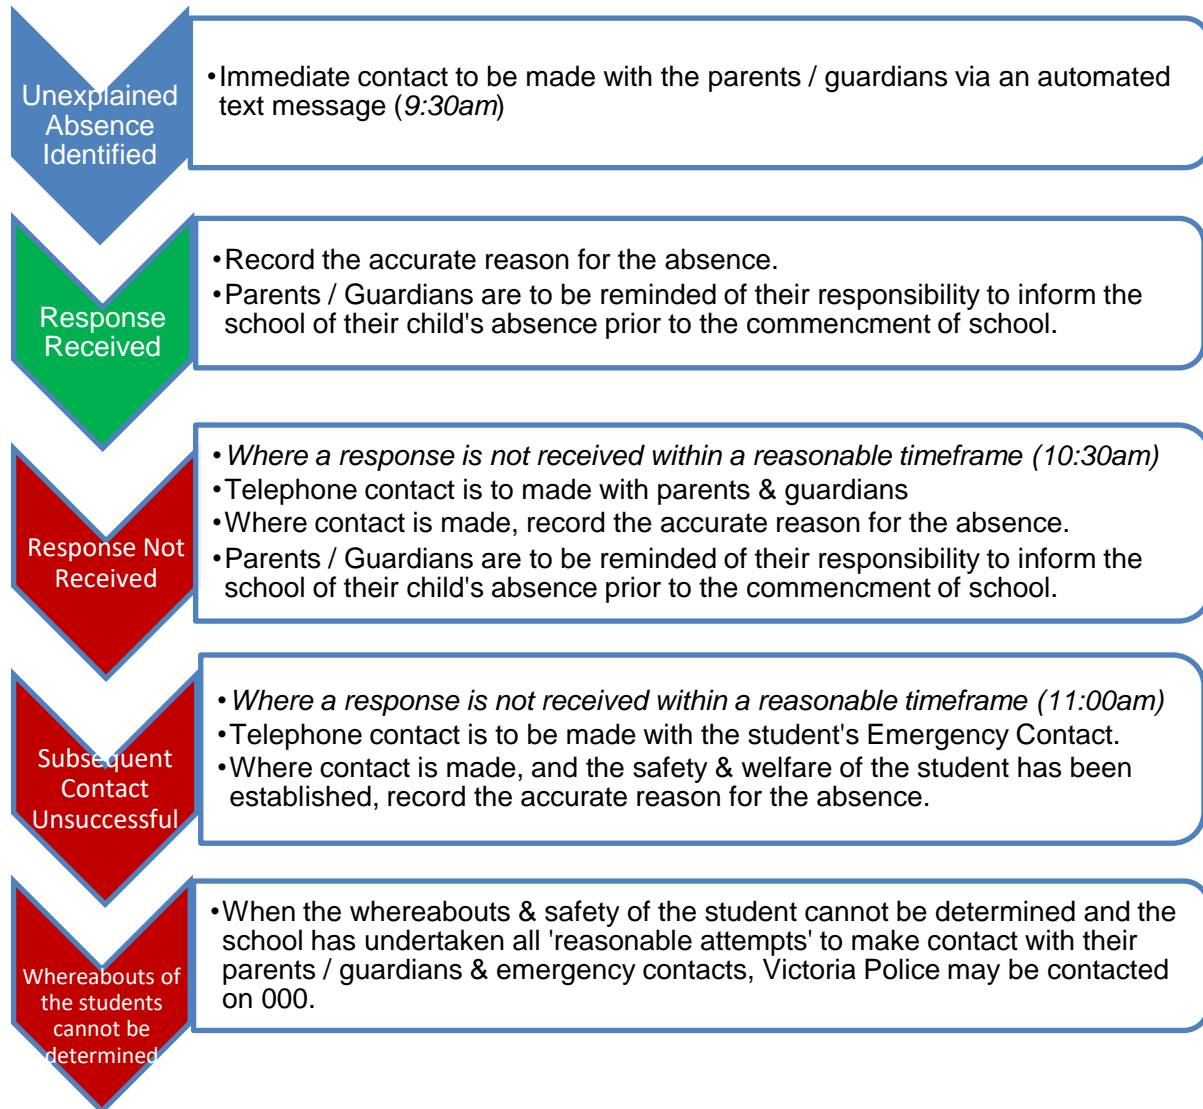 Unexplained
Absence
Identified
•Immediate contact to be made with the parents / guardians via an automated
text message (9:30am)
Response
Received
•Record the accurate reason for the absence.
•Parents / Guardians are to be reminded of their responsibility to inform the
school of their child's absence prior to the commencment of school.
Response Not
Received
•Where a response is not received within a reasonable timeframe (10:30am)
•Telephone contact is to made with parents & guardians
•Where contact is made, record the accurate reason for the absence.
•Parents / Guardians are to be reminded of their responsibility to inform the
school of their child's absence prior to the commencment of school.
Subsequent
Contact
Unsuccessful
•Where a response is not received within a reasonable timeframe (11:00am)
•Telephone contact is to be made with the student's Emergency Contact.
•Where contact is made, and the safety & welfare of the student has been
established, record the accurate reason for the absence.
Whereabouts of
the students
cannot be
determined
•When the whereabouts & safety of the student cannot be determined and the
school has undertaken all 'reasonable attempts' to make contact with their
parents / guardians & emergency contacts, Victoria Police may be contacted
on 000.